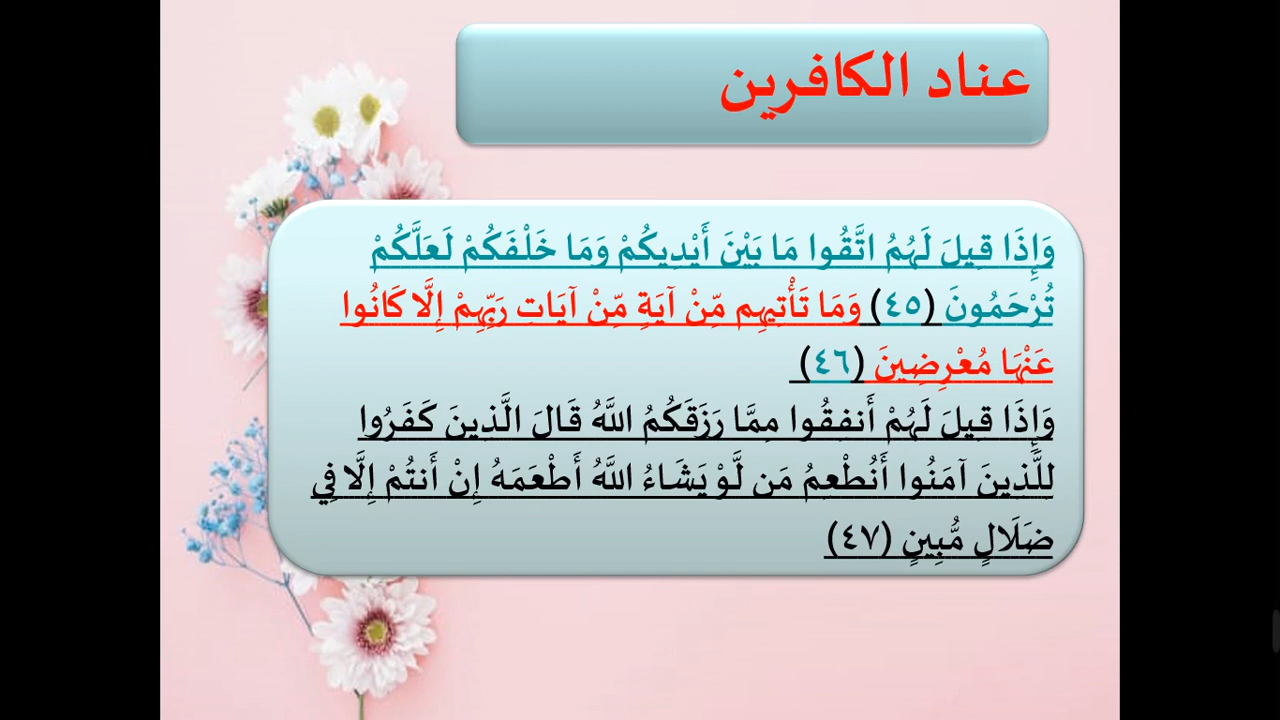 عناد الكافرين
وَإِذَا قِيلَ لَهُمُ اتَّقُوا مَا بَيْنَ أَيْدِيكُمْ وَمَا خَلْفَكُمْ لَعَلَّكُمْ
تُرْحَمُونَ (٤٥) وَمَا تَأْتِيهِم مِّنْ آيَةٍ مِّنْ آيَاتِ رَبِّهِمْ إِلَّا كَانُوا
عَنْهَا مُعْرِضِينَ (٤٦)
وَإِذَا قِيلَ لَهُمْ أَنفِقُوا مِمَّا رَزَقَكُمُ اللَّهُ قَالَ الَّذِينَ كَفَرُوا
لِلَّذِينَ آمَنُوا أَنُطْعِمُ مَن لَّوْ يَشَاءُ اللَّهُ أَطْعَمَهُ إِنْ أَنتُمْ إِلَّا فِي
ضَلَالٍ مُّبِينٍ (٤٧)